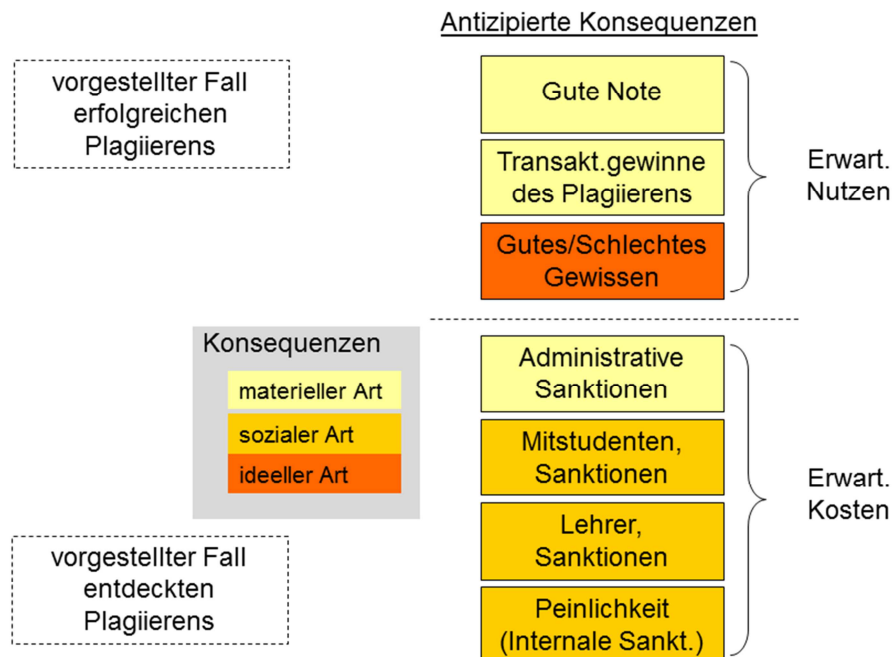 Antizipierte Konsequenzen
vorgestellter Fall
erfolgreichen
Plagiierens
Gute Note
Transakt.gewinne
des Plagiierens
Gutes/Schlechtes
Gewissen
Erwart.
Nutzen
Konsequenzen
materieller Art
sozialer Art
ideeller Art
Administrative
Sanktionen
Mitstudenten,
Sanktionen
Lehrer,
Sanktionen
Peinlichkeit
(Internale Sankt.)
Erwart.
Kosten
vorgestellter Fall
entdeckten
Plagiierens